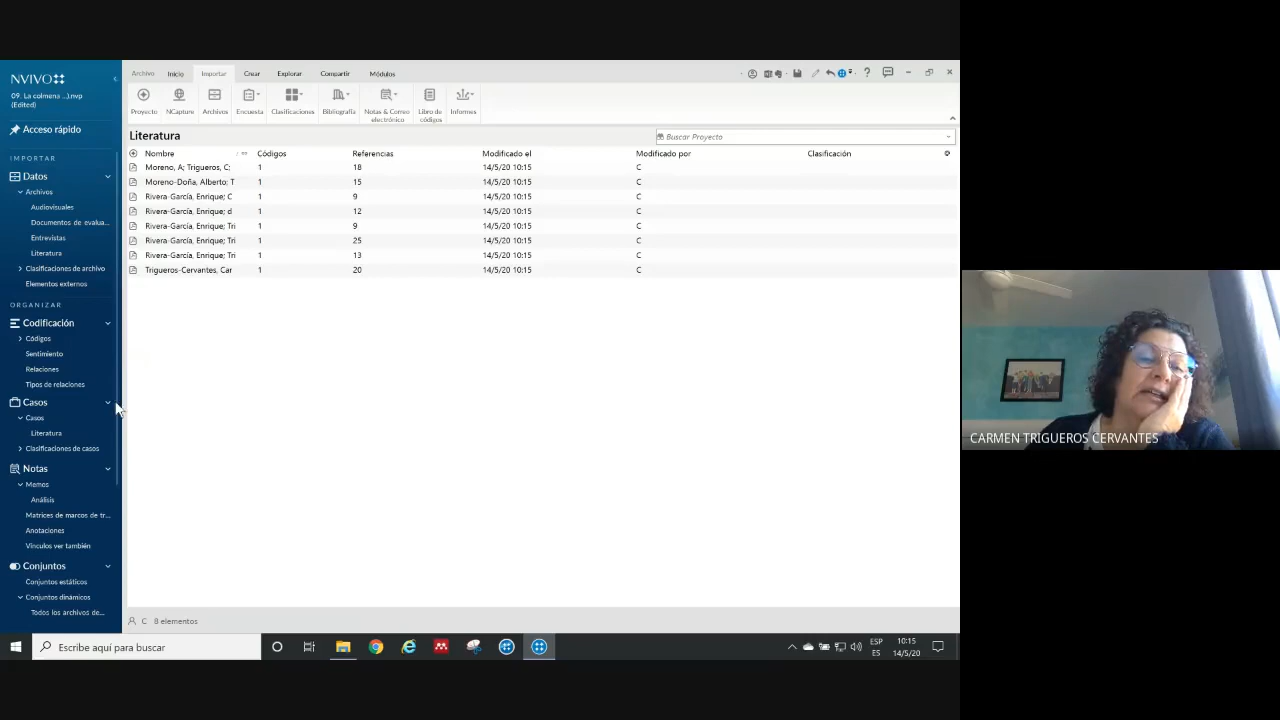 NVIVO
09. La colmena ...).nvp
(Edited)
Acceso rápido
IMPORTAR
Datos
Archivos
Audiovisuales
Documentos de evalua...
Entrevistas
Literatura
Clasificaciones de archivo
Elementos externos
ORGANIZAR
Codificación
Códigos
Sentimiento
Relaciones
Tipos de relaciones
Casos
Casos
Literatura
Clasificaciones de casos
Notas
Memos
Análisis
Matrices de marcos de tr...
Anotaciones
Vínculos ver también
Conjuntos
Conjuntos estáticos
Conjuntos dinámicos
Todos los archivos de...
Archivo Inicio Importar Crear Explorar Compartir Módulos
Proyecto NCapture Archivos Encuesta Clasificaciones Bibliografía Notas & Correo electrónico Libro de códigos Informes
Literatura
Buscar Proyecto
Nombre Códigos Referencias Modificado el Modificado por Clasificación
Moreno, A; Trigueros, C; 1 18 14/5/20 10:15 C
Moreno-Doña, Alberto; T 1 15 14/5/20 10:15 C
Rivera-García, Enrique; C 1 9 14/5/20 10:15 C
Rivera-García, Enrique; d 1 12 14/5/20 10:15 C
Rivera-García, Enrique; Tri 1 9 14/5/20 10:15 C
Rivera-García, Enrique; Tri 1 25 14/5/20 10:15 C
Rivera-García, Enrique; Tri 1 13 14/5/20 10:15 C
Trigueros-Cervantes, Car 1 20 14/5/20 10:15 C
C 8 elementos
Escribe aquí para buscar
ESP
ES
10:15
14/5/20
CARMEN TRIGUEROS CERVANTES